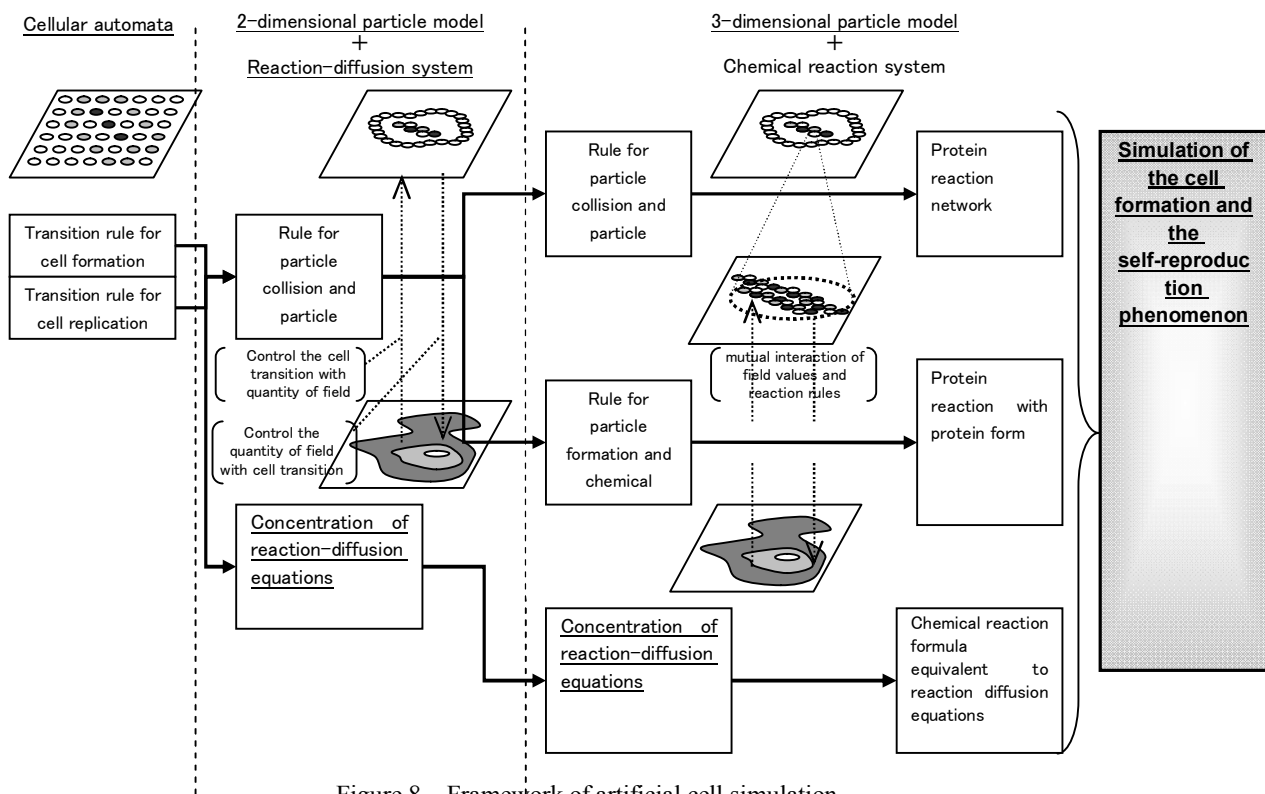 Cellular automata
2-dimensional particle model
+
Reaction-diffusion system
3-dimensional particle model
+
Chemical reaction system
Transition rule for
cell formation
Transition rule for
cell replication
Rule for
particle
collision and
particle
Control the cell
transition with
quantity of field
Control the
quantity of field
with cell transition
Concentration of
reaction-diffusion
equations
Rule for
particle
collision and
particle
mutual interaction of
field values and
reaction rules
Rule for
particle
formation and
chemical
Concentration of
reaction-diffusion
equations
Protein
reaction
network
Protein
reaction with
protein form
Chemical reaction
formula
equivalent to
reaction diffusion
equations
Simulation of
the cell
formation and
the
self-reproduc
tion
phenomenon
Figure 8 Framework of artificial cell simulation